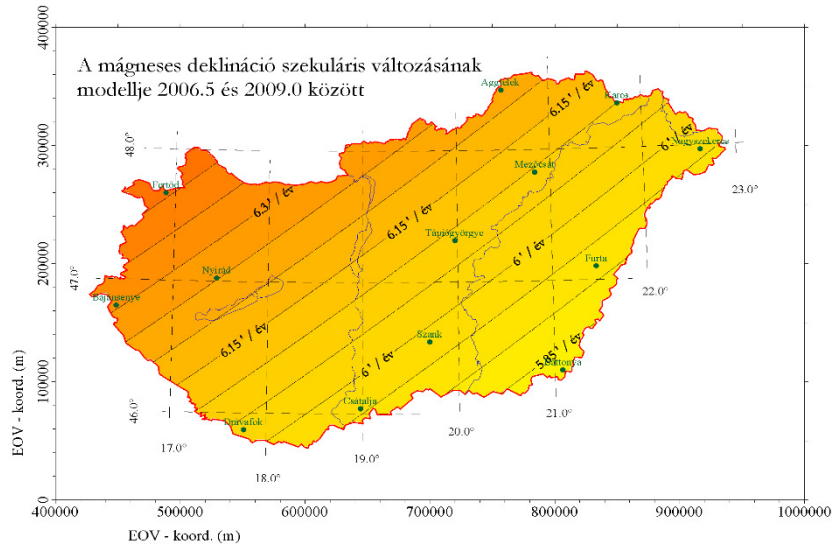 A mágneses deklináció szekuláris változásának
modellje 2006.5 és 2009.0 között
400000
300000
200000
100000
0
EOV - koord. (m)
400000 500000 600000 700000 800000 900000 1000000
EOV - koord. (m)
Aggtelek
Karos
6.15' / év
6' / év
Nagyszekeres
48.0°
Mezőcsát
23.0°
Fertőd
6.3' / év
6.15' / év
Tápiógyörgye
6' / év
Furta
47.0°
Nyirád
22.0°
Bajánsenye
6.15' / év
Szank
6' / év
5.85' / év
Battonya
46.0°
Csátalja
Drávafok
21.0°
20.0°
19.0°
18.0°
17.0°